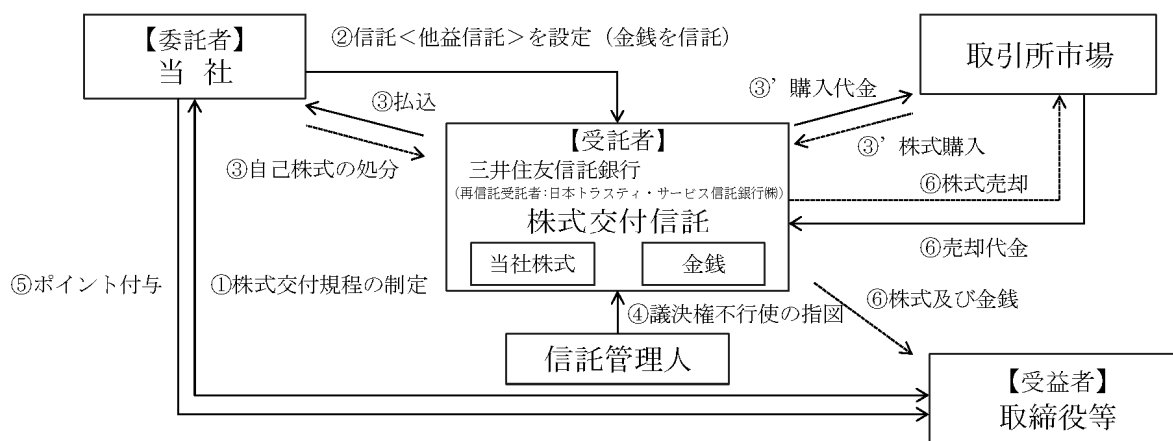 【委託者】
当 社
②信託＜他益信託＞を設定（金銭を信託）
取引所市場
③払込
③’購入代金
【受託者】
三井住友信託銀行
(再信託受託者:日本トラスティ・サービス信託銀行㈱)
株式交付信託
③自己株式の処分
③’株式購入
⑥株式売却
当社株式
金銭
⑥売却代金
⑤ポイント付与
①株式交付規程の制定
④議決権不行使の指図
⑥株式及び金銭
信託管理人
【受益者】
取締役等